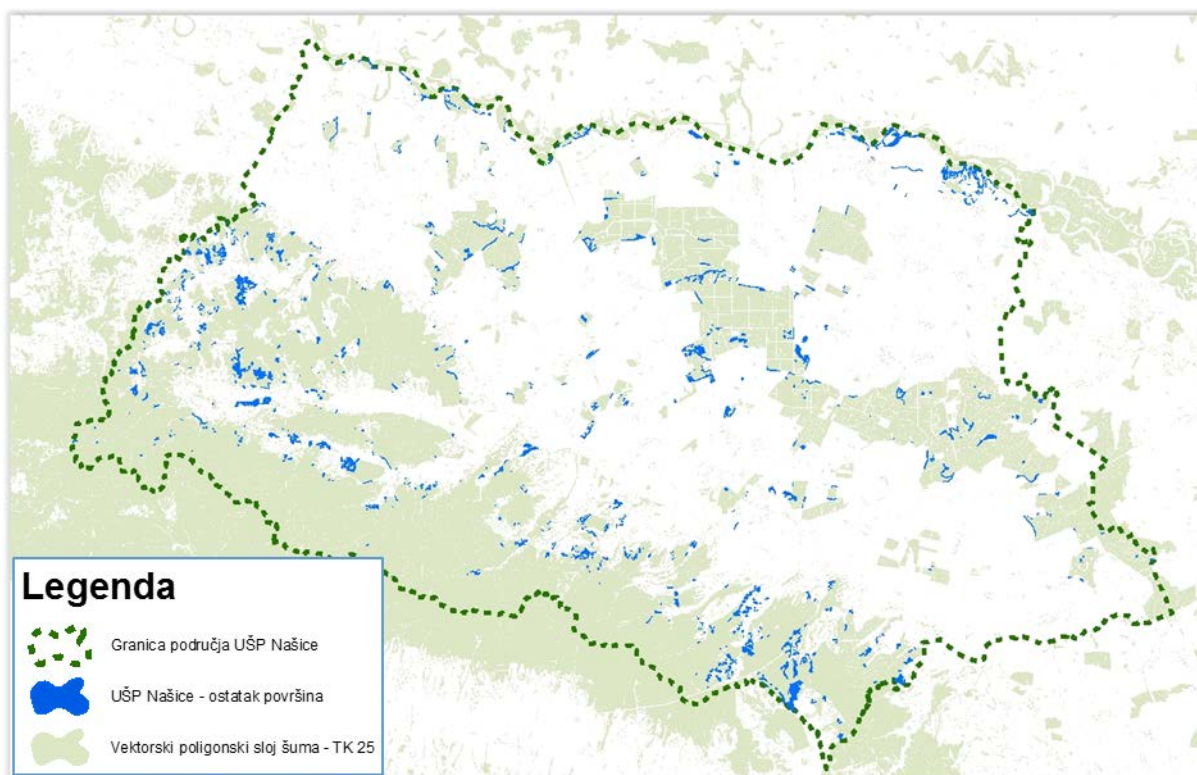 Legenda
Granica područja UŠP Našice
UŠP Našice - ostatak površina
Vektorski poligonski sloj šuma - TK 25